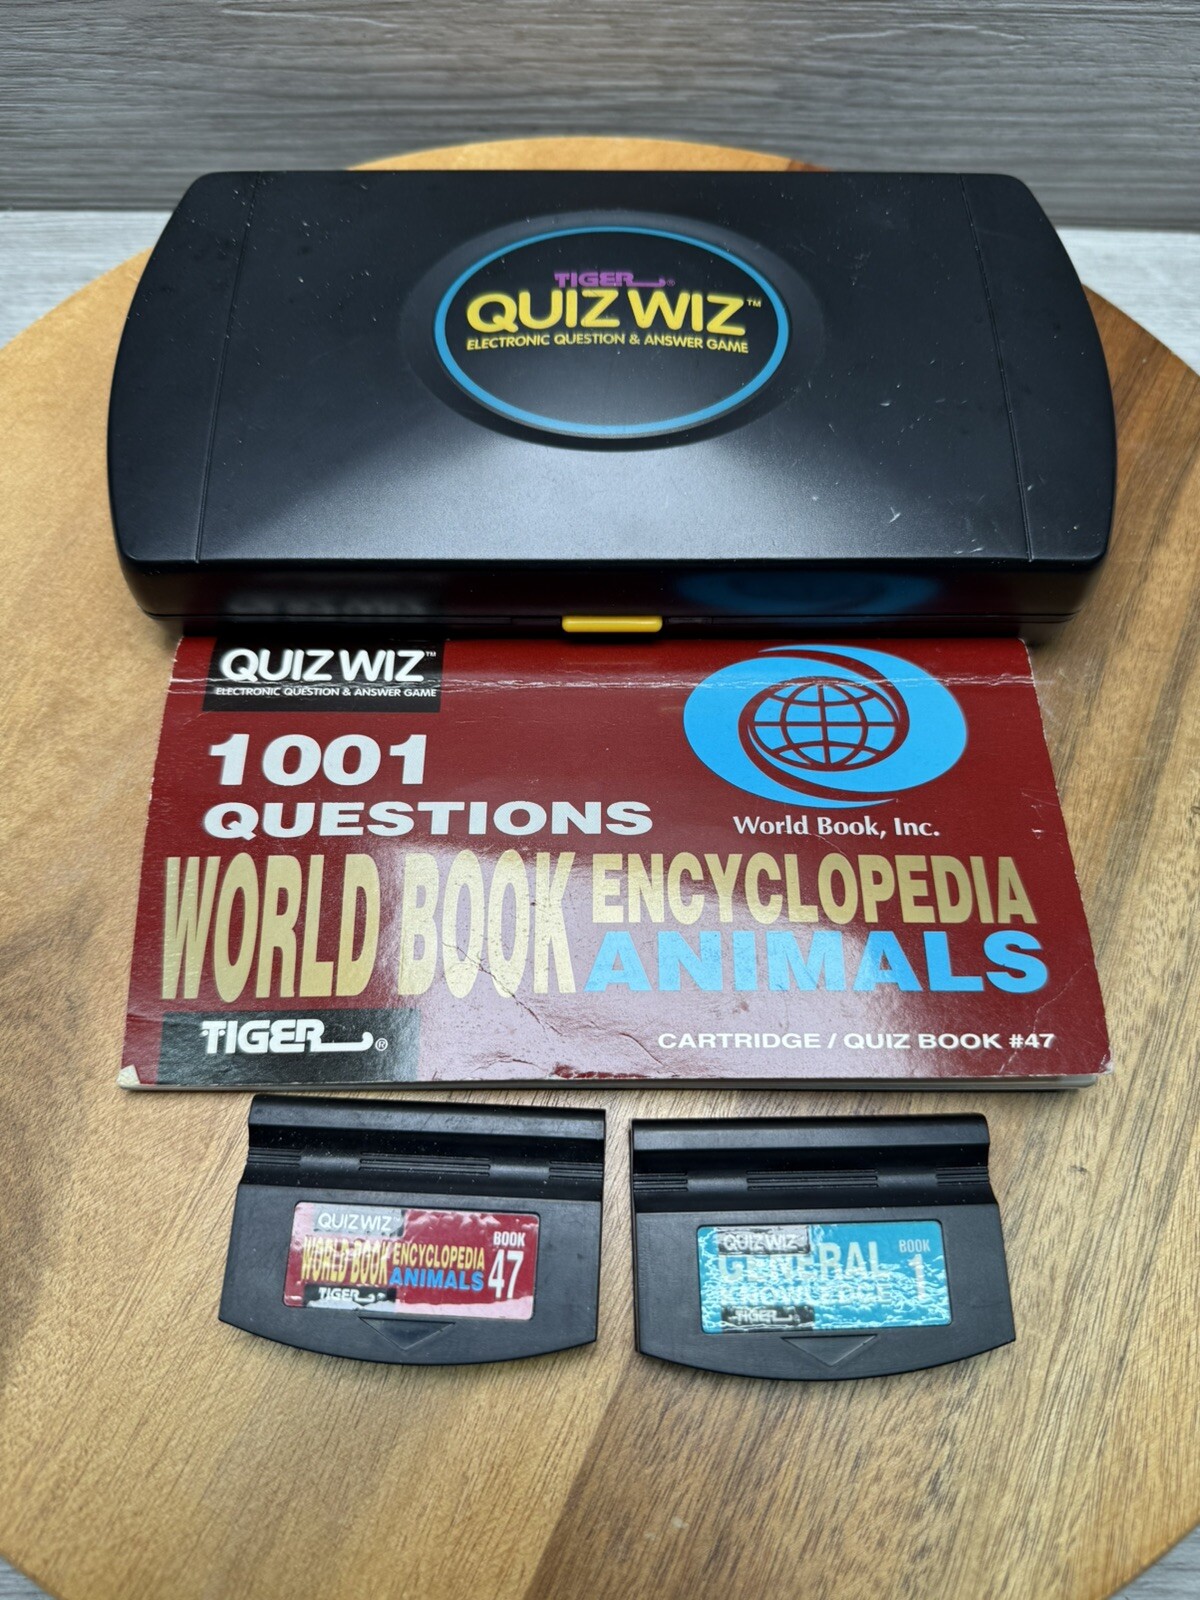 TIGER®
QUIZ WIZ™
ELECTRONIC QUESTION & ANSWER GAME
QUIZ WIZ™
ELECTRONIC QUESTION & ANSWER GAME
1001
QUESTIONS
World Book, Inc.
WORLD BOOK ENCYCLOPEDIA
ANIMALS
TIGER®
CARTRIDGE / QUIZ BOOK #47
QUIZ WIZ
WORLD BOOK ENCYCLOPEDIA
ANIMALS
BOOK
47
TIGER
QUIZ WIZ
GENERAL
KNOWLEDGE
BOOK
1
TIGER